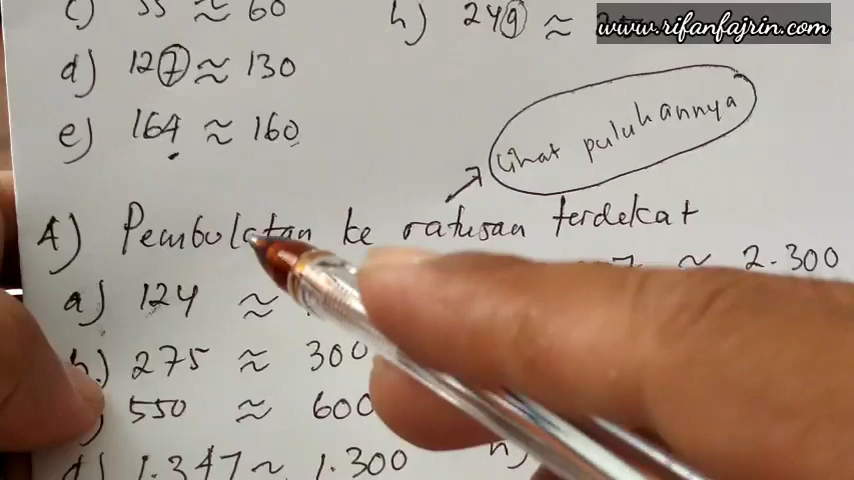 c) 55 ≈ 60
h) 249 ≈
www.rifanfajrin.com
d) 127 ≈ 130
e) 164 ≈ 160
Lihat puluhannya
4) Pembulatan ke ratusan terdekat
≈ 2.300
a) 124 ≈
b) 275 ≈ 300
550 ≈ 600
d) 1.347 ~ 1.300
h)